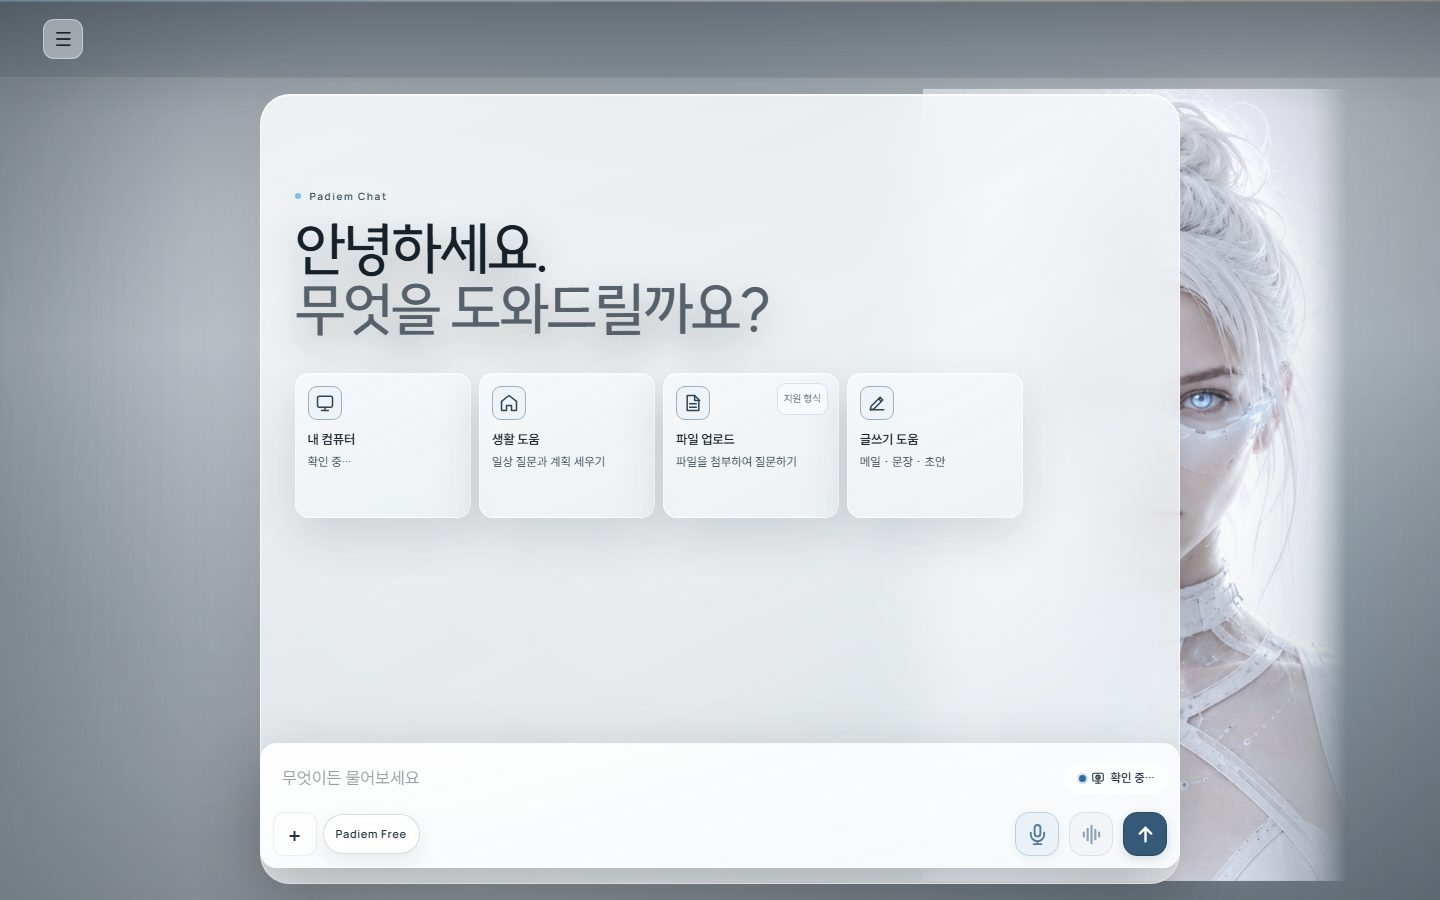 Padiem Chat
안녕하세요.
무엇을 도와드릴까요?
내 컴퓨터
확인 중…
생활 도움
일상 질문과 계획 세우기
지원 형식
파일 업로드
파일을 첨부하여 질문하기
글쓰기 도움
메일 · 문장 · 초안
무엇이든 물어보세요
확인 중…
+
Padiem Free